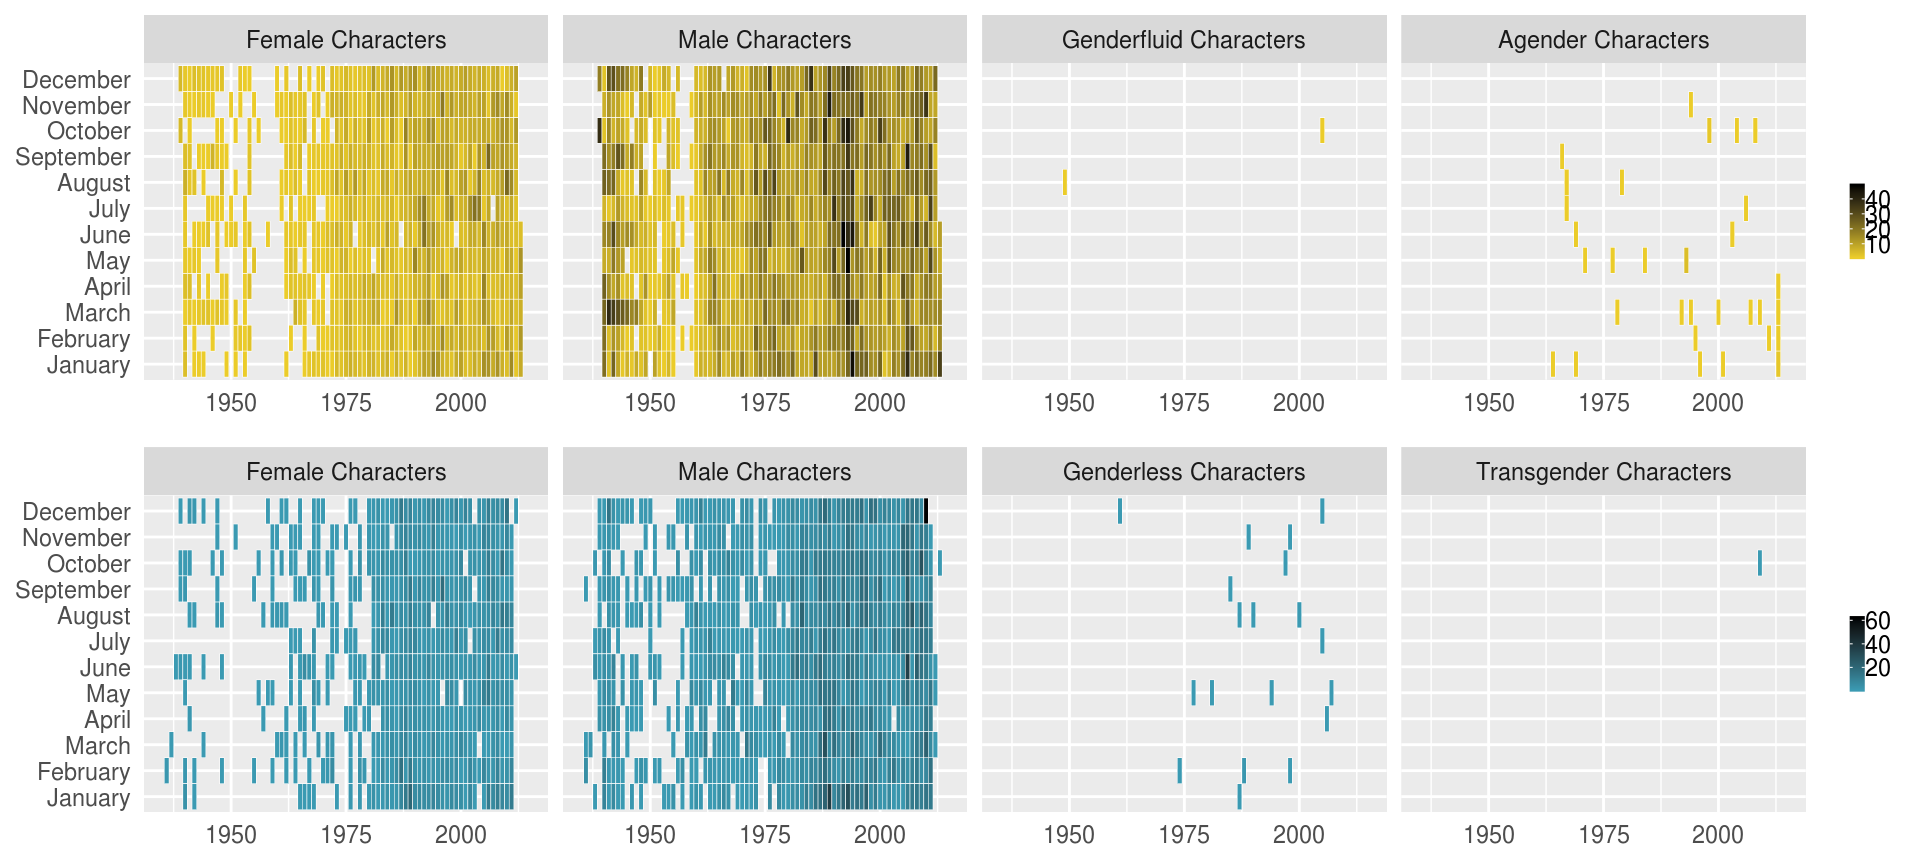 Female Characters
Male Characters
Genderfluid Characters
Agender Characters
December
November
October
September
August
July
June
May
April
March
February
January
40
30
20
10
1950 1975 2000
1950 1975 2000
1950 1975 2000
1950 1975 2000
Female Characters
Male Characters
Genderless Characters
Transgender Characters
December
November
October
September
August
July
June
May
April
March
February
January
60
40
20
1950 1975 2000
1950 1975 2000
1950 1975 2000
1950 1975 2000